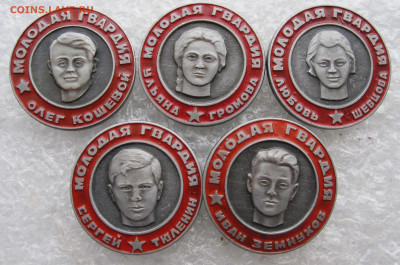 COINS.SU.RU
МОЛОДАЯ ГВАРДИЯ
ОЛЕГ КОШЕВОЙ
МОЛОДАЯ ГВАРДИЯ
УЛЬЯНА ГРОМОВА
МОЛОДАЯ ГВАРДИЯ
ЛЮБОВЬ ШЕВЦОВА
МОЛОДАЯ ГВАРДИЯ
СЕРГЕЙ ТЮЛЕНИН
МОЛОДАЯ ГВАРДИЯ
ИВАН ЗЕМНУХОВ